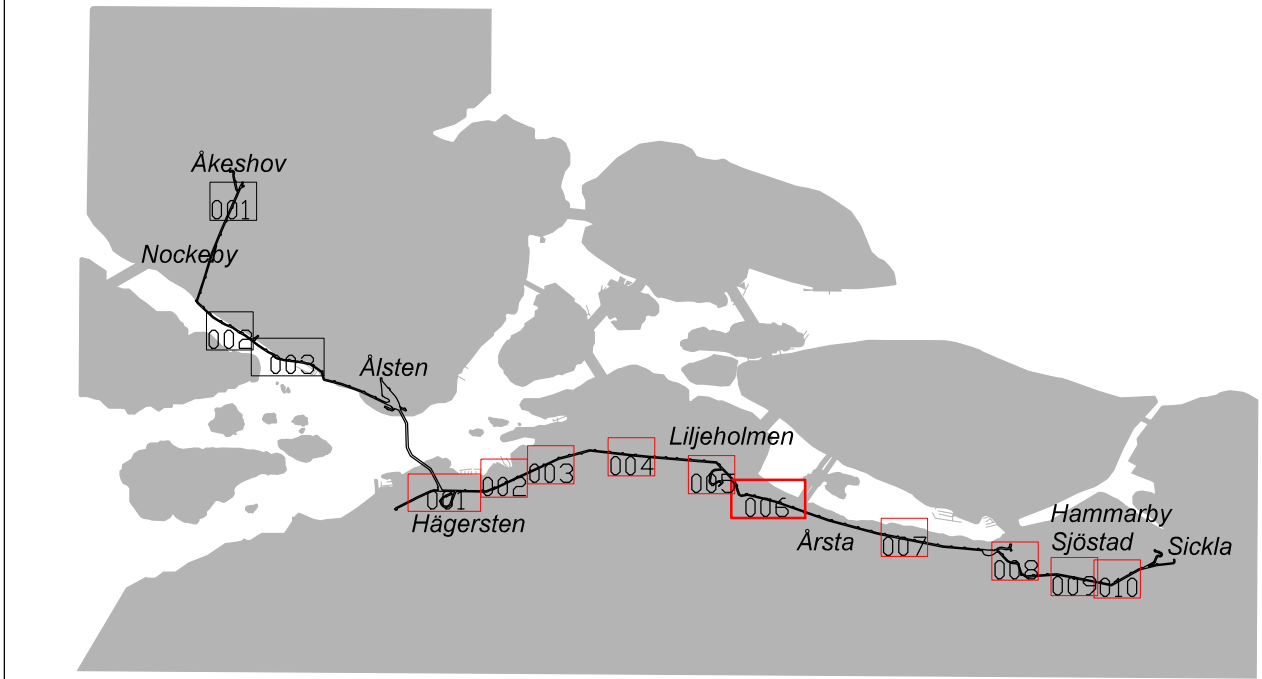 Åkeshov
001
Nockeby
002
003
Ålsten
Liljeholmen
003
004
005
002
001
006
Hägersten
Årsta
007
Hammarby
Sjöstad
Sickla
008
009
010